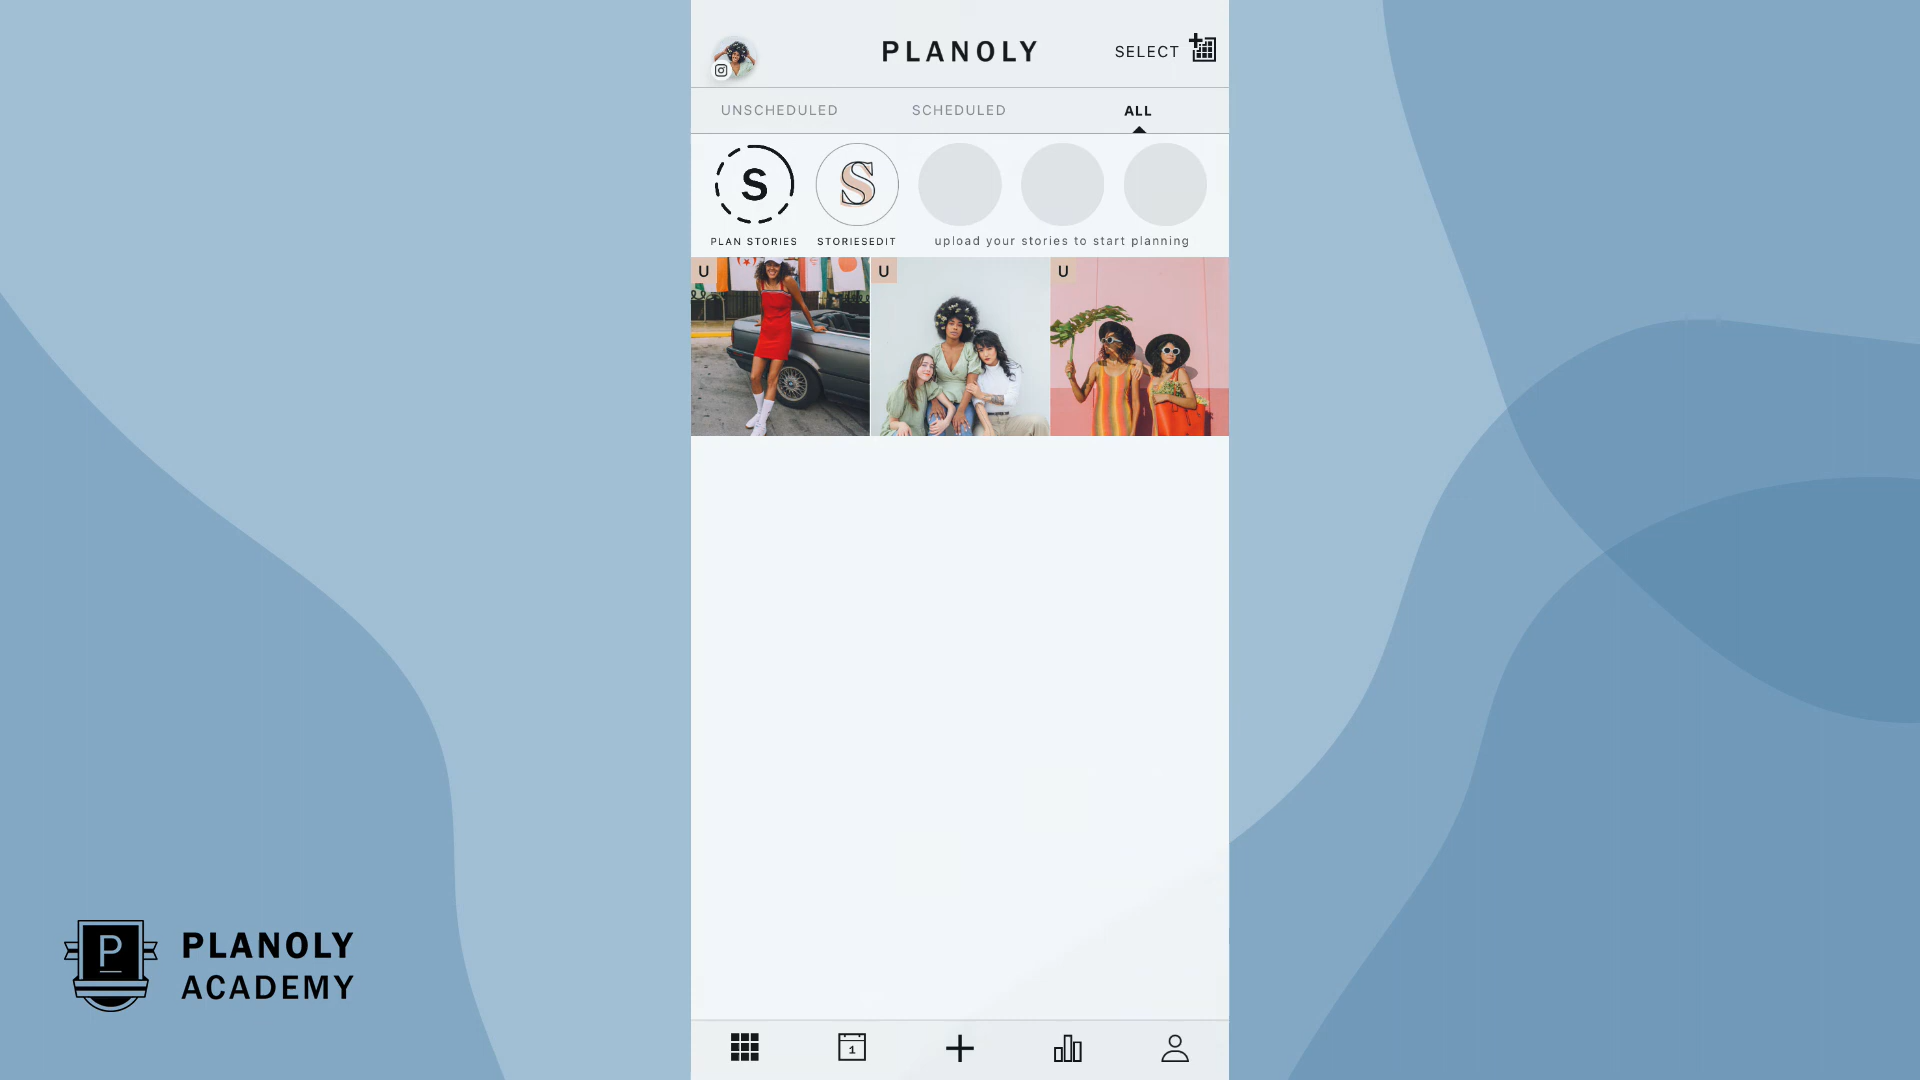 PLANOLY
SELECT
UNSCHEDULED
SCHEDULED
ALL
S
S
PLAN STORIES
STORIESEDIT
upload your stories to start planning
U
U
U
P
PLANOLY
ACADEMY
1